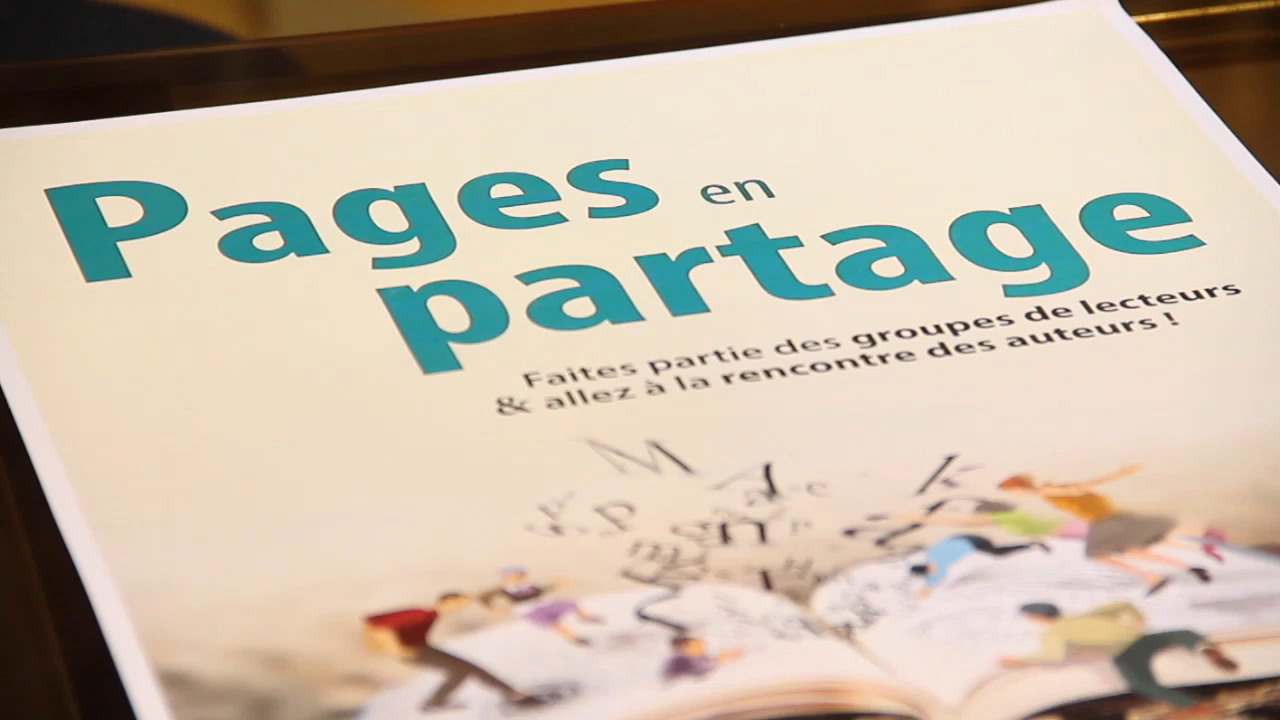 Pages en
partage
Faites partie des groupes de lecteurs
& allez à la rencontre des auteurs !